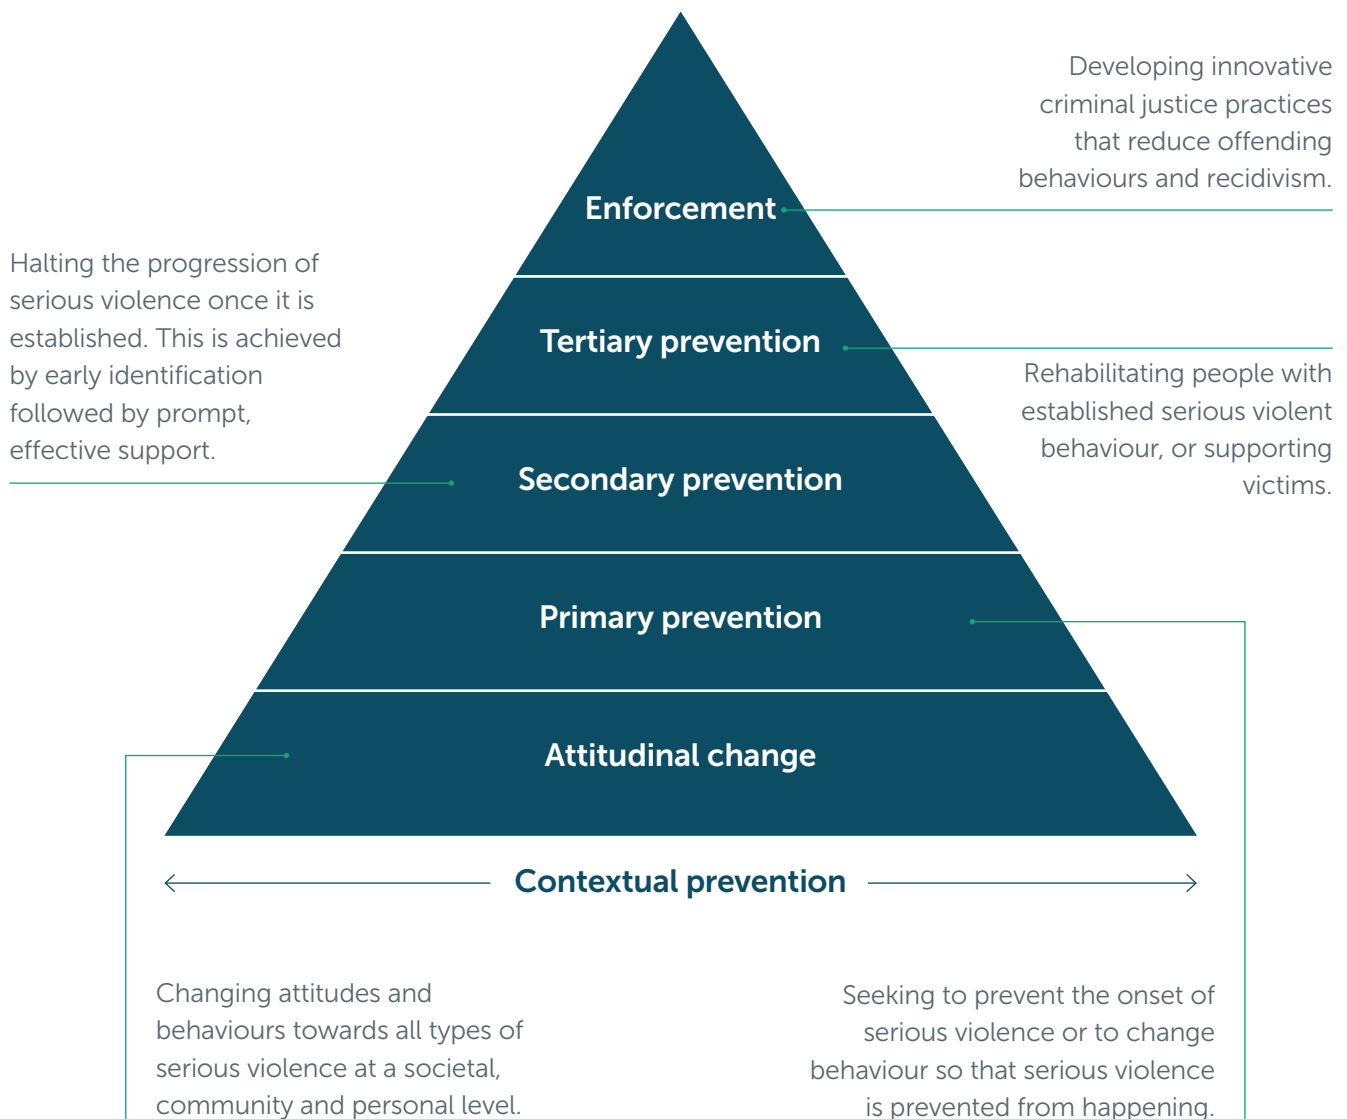 Developing innovative
criminal justice practices
that reduce offending
behaviours and recidivism.
Enforcement
Halting the progression of
serious violence once it is
established. This is achieved
by early identification
followed by prompt,
effective support.
Tertiary prevention
Rehabilitating people with
established serious violent
behaviour, or supporting
victims.
Secondary prevention
Primary prevention
Attitudinal change
Contextual prevention
Changing attitudes and
behaviours towards all types of
serious violence at a societal,
community and personal level.
Seeking to prevent the onset of
serious violence or to change
behaviour so that serious violence
is prevented from happening.